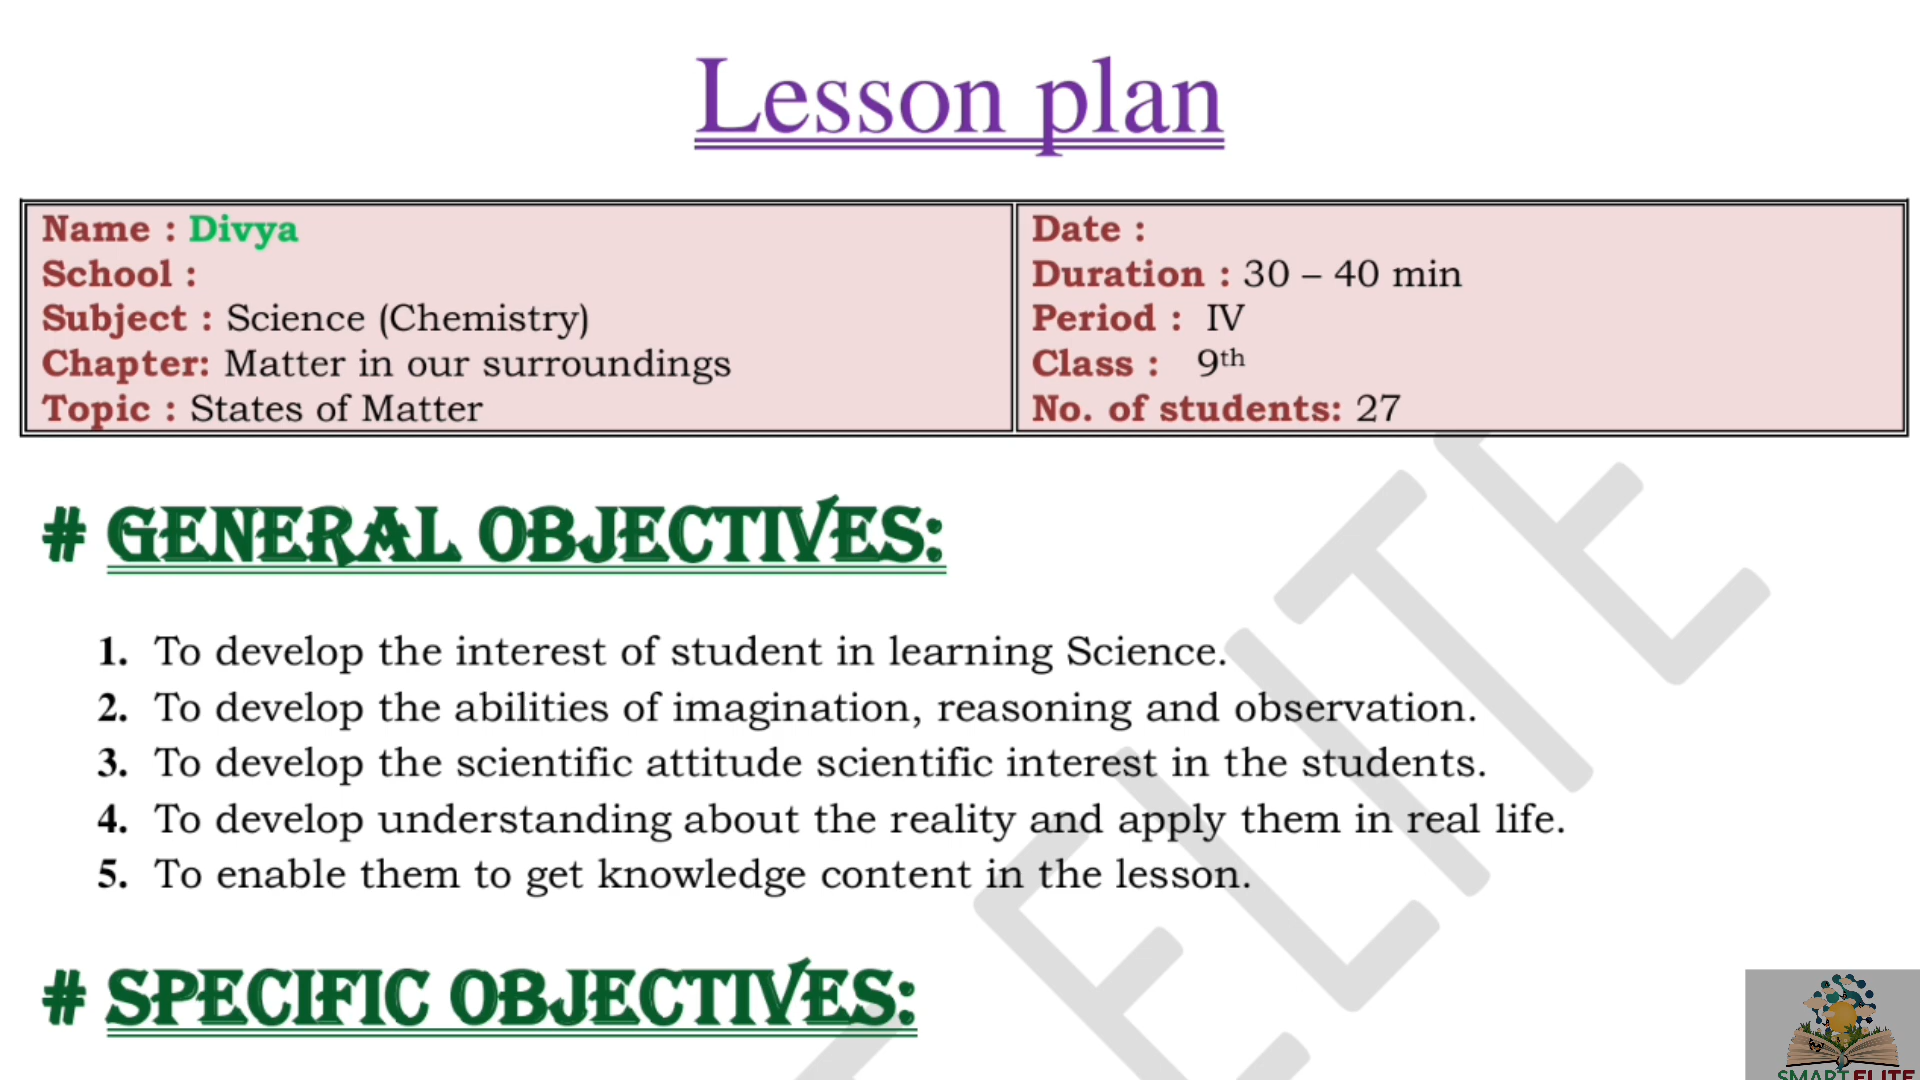 Lesson plan
Name : Divya
School :
Subject : Science (Chemistry)
Chapter: Matter in our surroundings
Topic : States of Matter
Date :
Duration : 30 – 40 min
Period : IV
Class : 9th
No. of students: 27
# GENERAL OBJECTIVES:
1. To develop the interest of student in learning Science.
2. To develop the abilities of imagination, reasoning and observation.
3. To develop the scientific attitude scientific interest in the students.
4. To develop understanding about the reality and apply them in real life.
5. To enable them to get knowledge content in the lesson.
# SPECIFIC OBJECTIVES:
ELITE
SMART ELITE